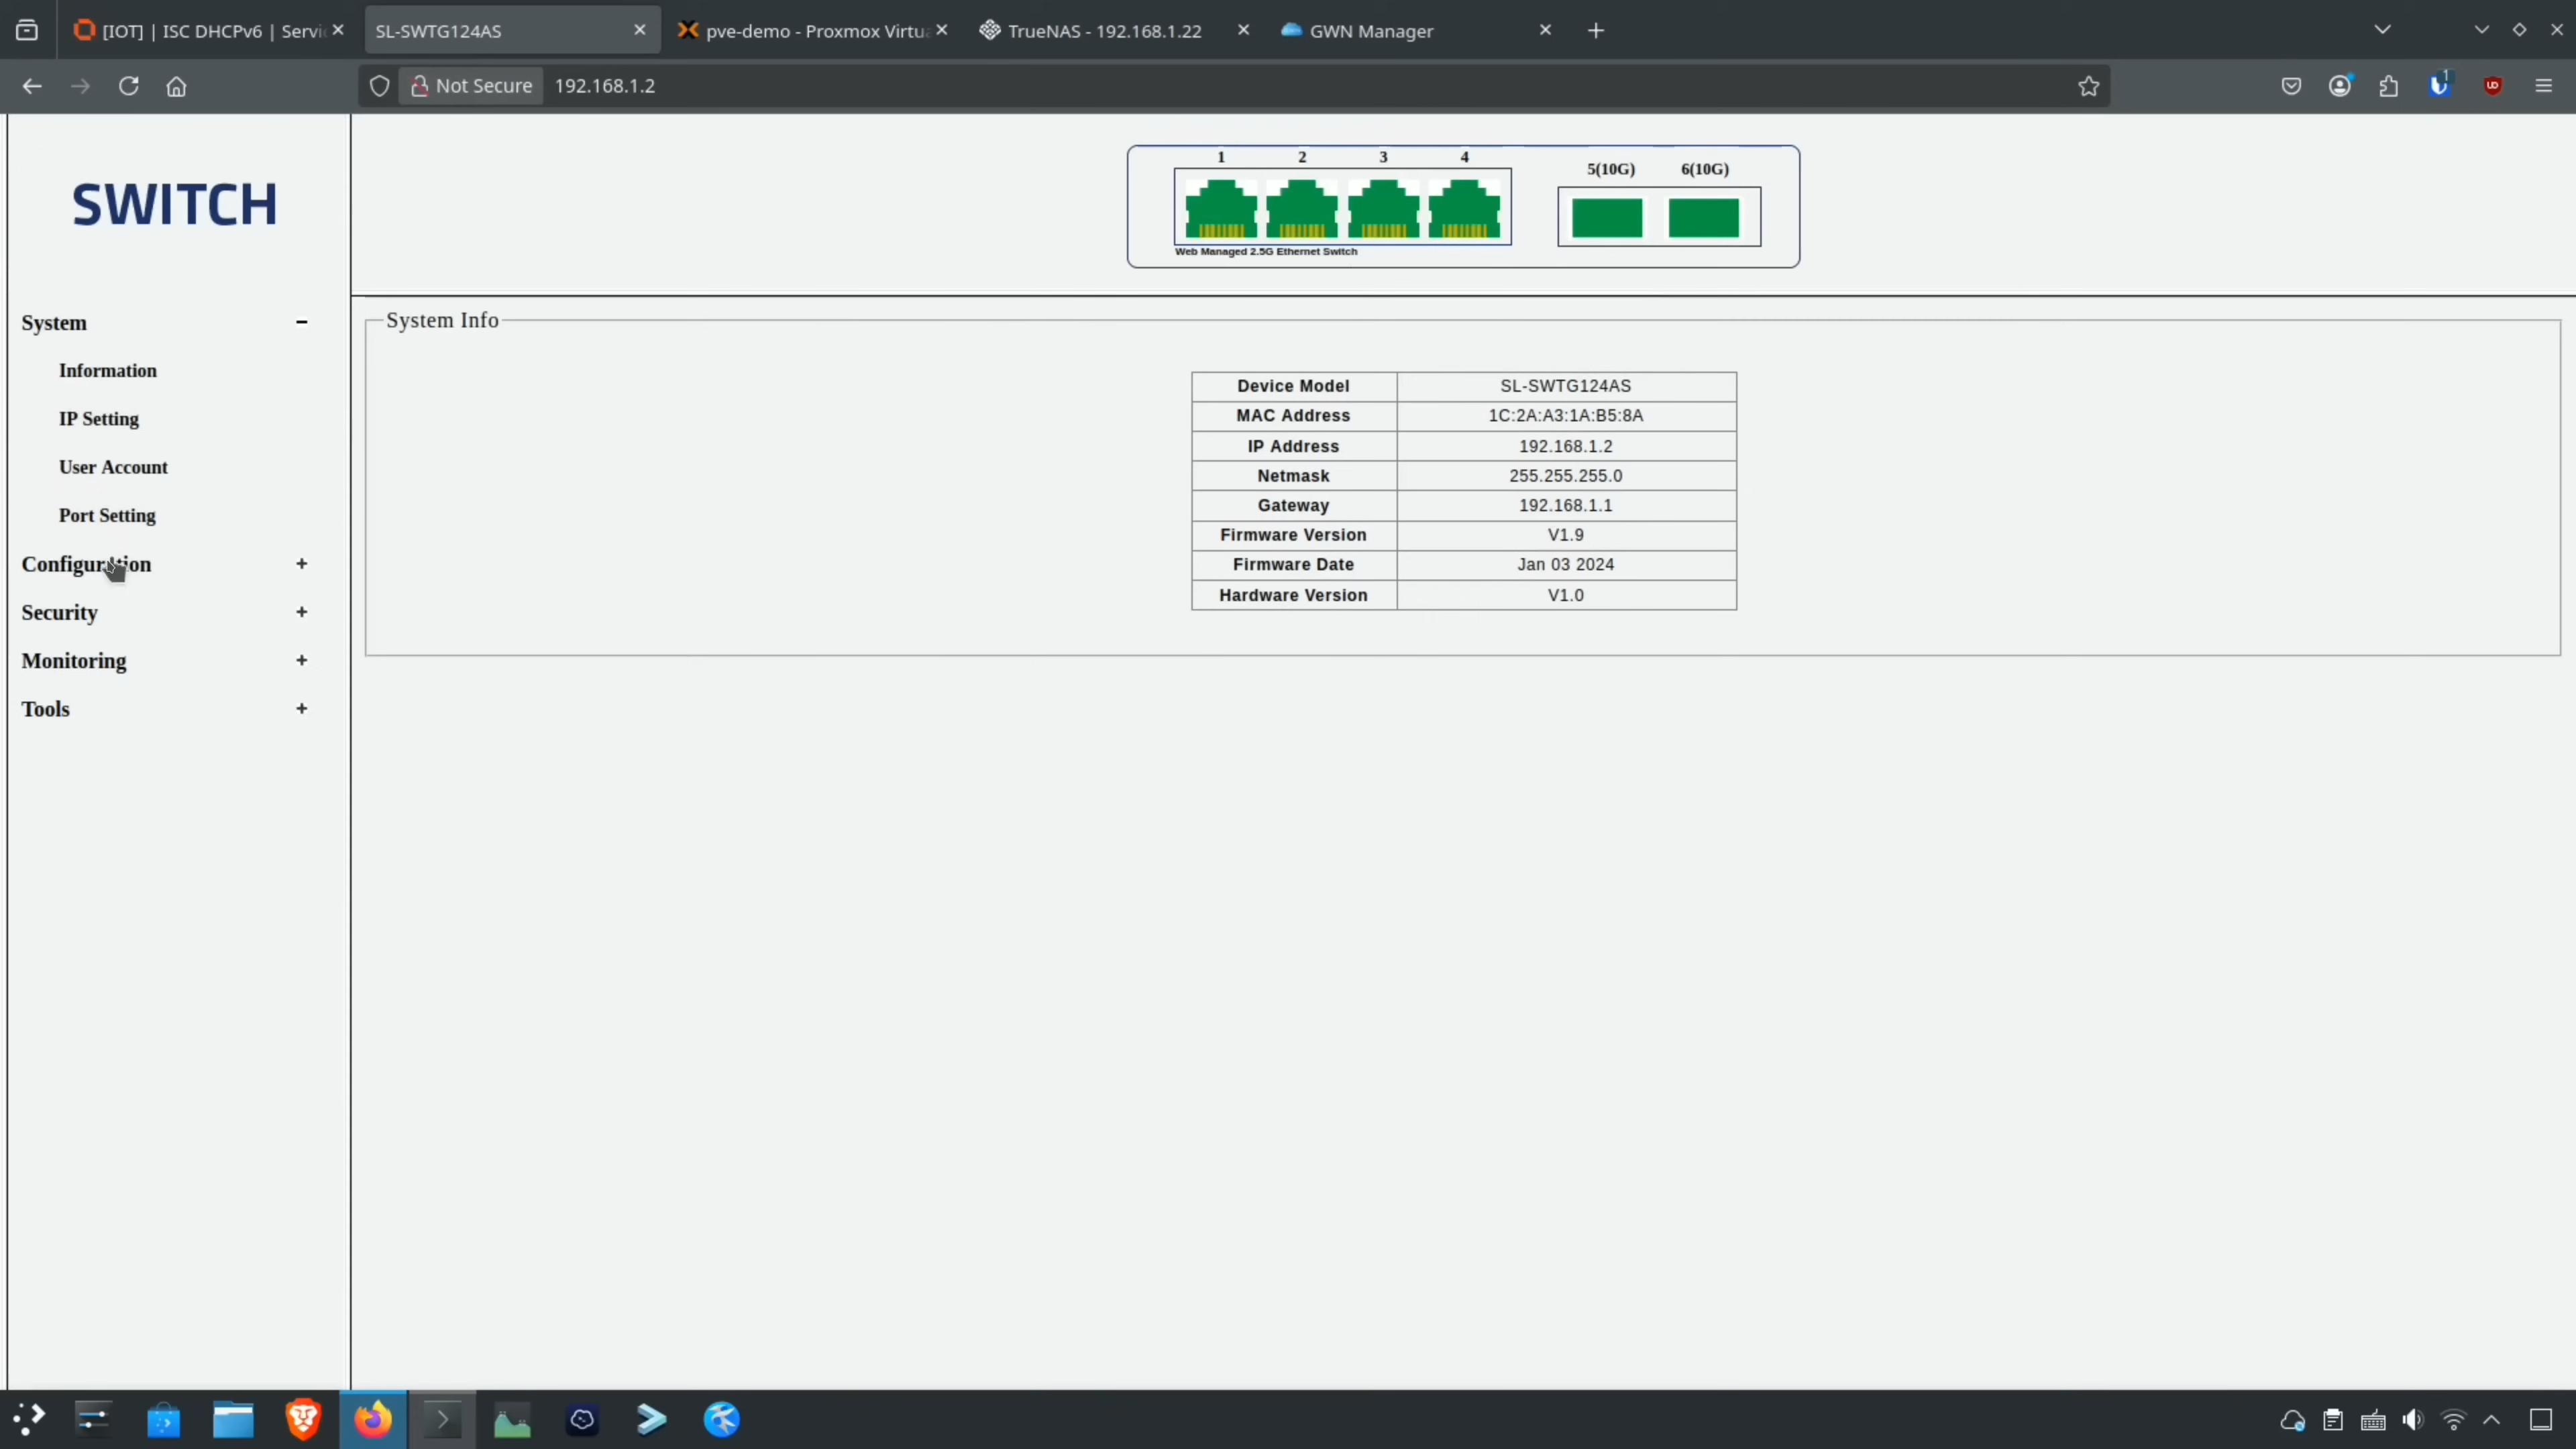 [IOT] | ISC DHCPv6 | Servi
SL-SWTG124AS
pve-demo - Proxmox Virtu
TrueNAS - 192.168.1.22
GWN Manager
Not Secure
192.168.1.2
1
SWITCH
1 2 3 4
5(10G) 6(10G)
Web Managed 2.5G Ethernet Switch
System
Information
IP Setting
User Account
Port Setting
Configuration
Security
Monitoring
Tools
System Info
Device Model SL-SWTG124AS
MAC Address 1C:2A:A3:1A:B5:8A
IP Address 192.168.1.2
Netmask 255.255.255.0
Gateway 192.168.1.1
Firmware Version V1.9
Firmware Date Jan 03 2024
Hardware Version V1.0